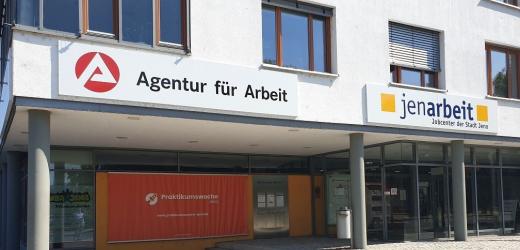 Agentur für Arbeit
jenarbeit
Jobcenter der Stadt Jena
Praktikumswoche